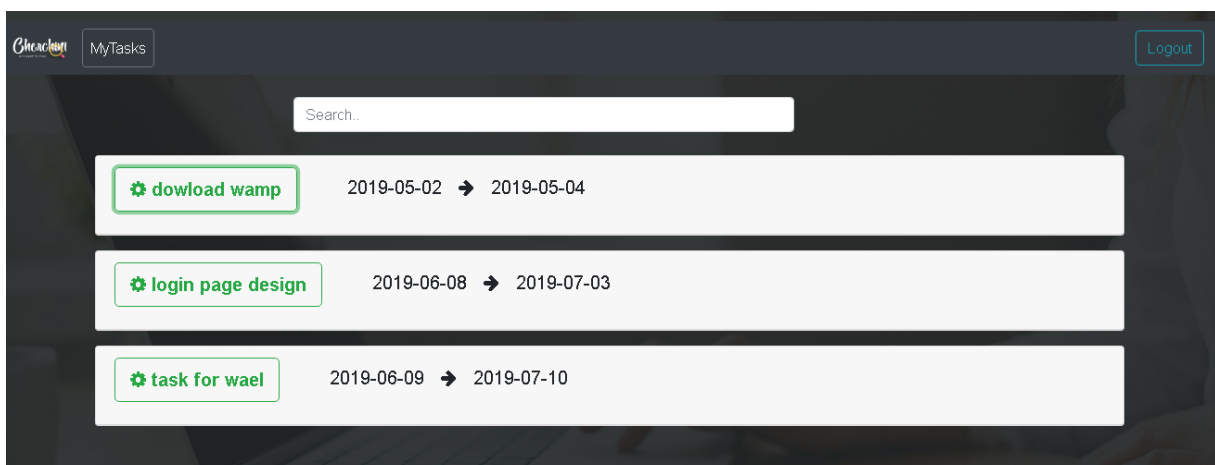 MyTasks
Logout
Search..
dowload wamp 2019-05-02 2019-05-04
login page design 2019-06-08 2019-07-03
task for wael 2019-06-09 2019-07-10